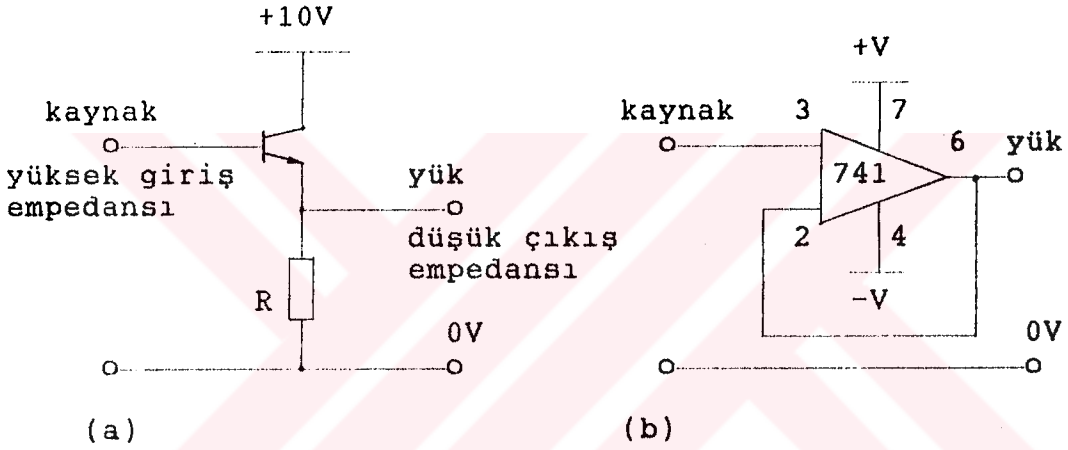 +10V
kaynak
yüksek giriş
empedansı
yük
düşük çıkış
empedansı
R
0V
(a)
+V
kaynak
3
7
6
yük
741
2
4
-V
0V
(b)